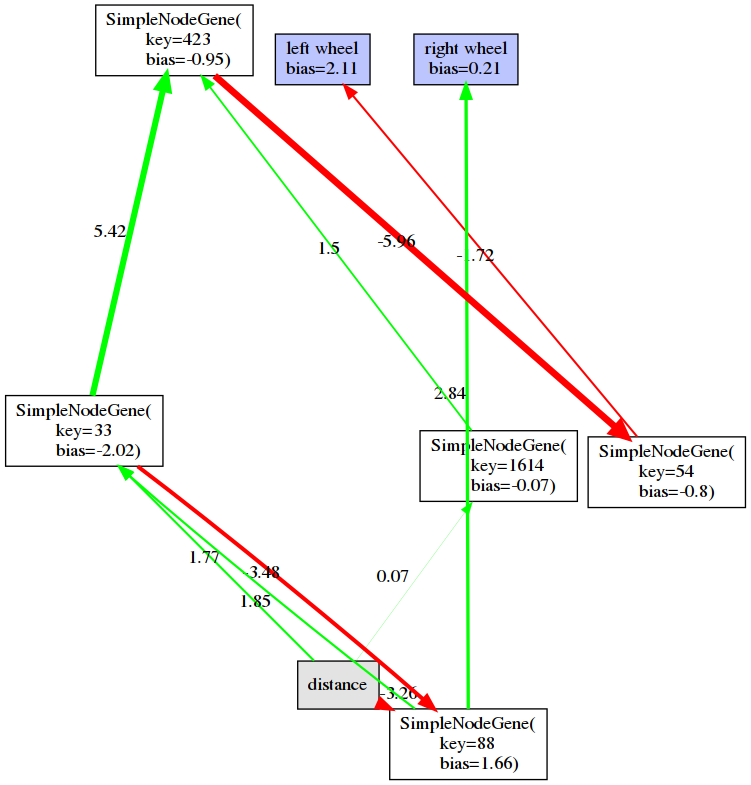 SimpleNodeGene(
key=423
bias=-0.95)
left wheel
bias=2.11
right wheel
bias=0.21
5.42
1.5
-5.96
-1.72
2.84
SimpleNodeGene(
key=33
bias=-2.02)
SimpleNodeGene(
key=1614
bias=-0.07)
SimpleNodeGene(
key=54
bias=-0.8)
1.77
-3.48
1.85
0.07
distance
-3.26
SimpleNodeGene(
key=88
bias=1.66)